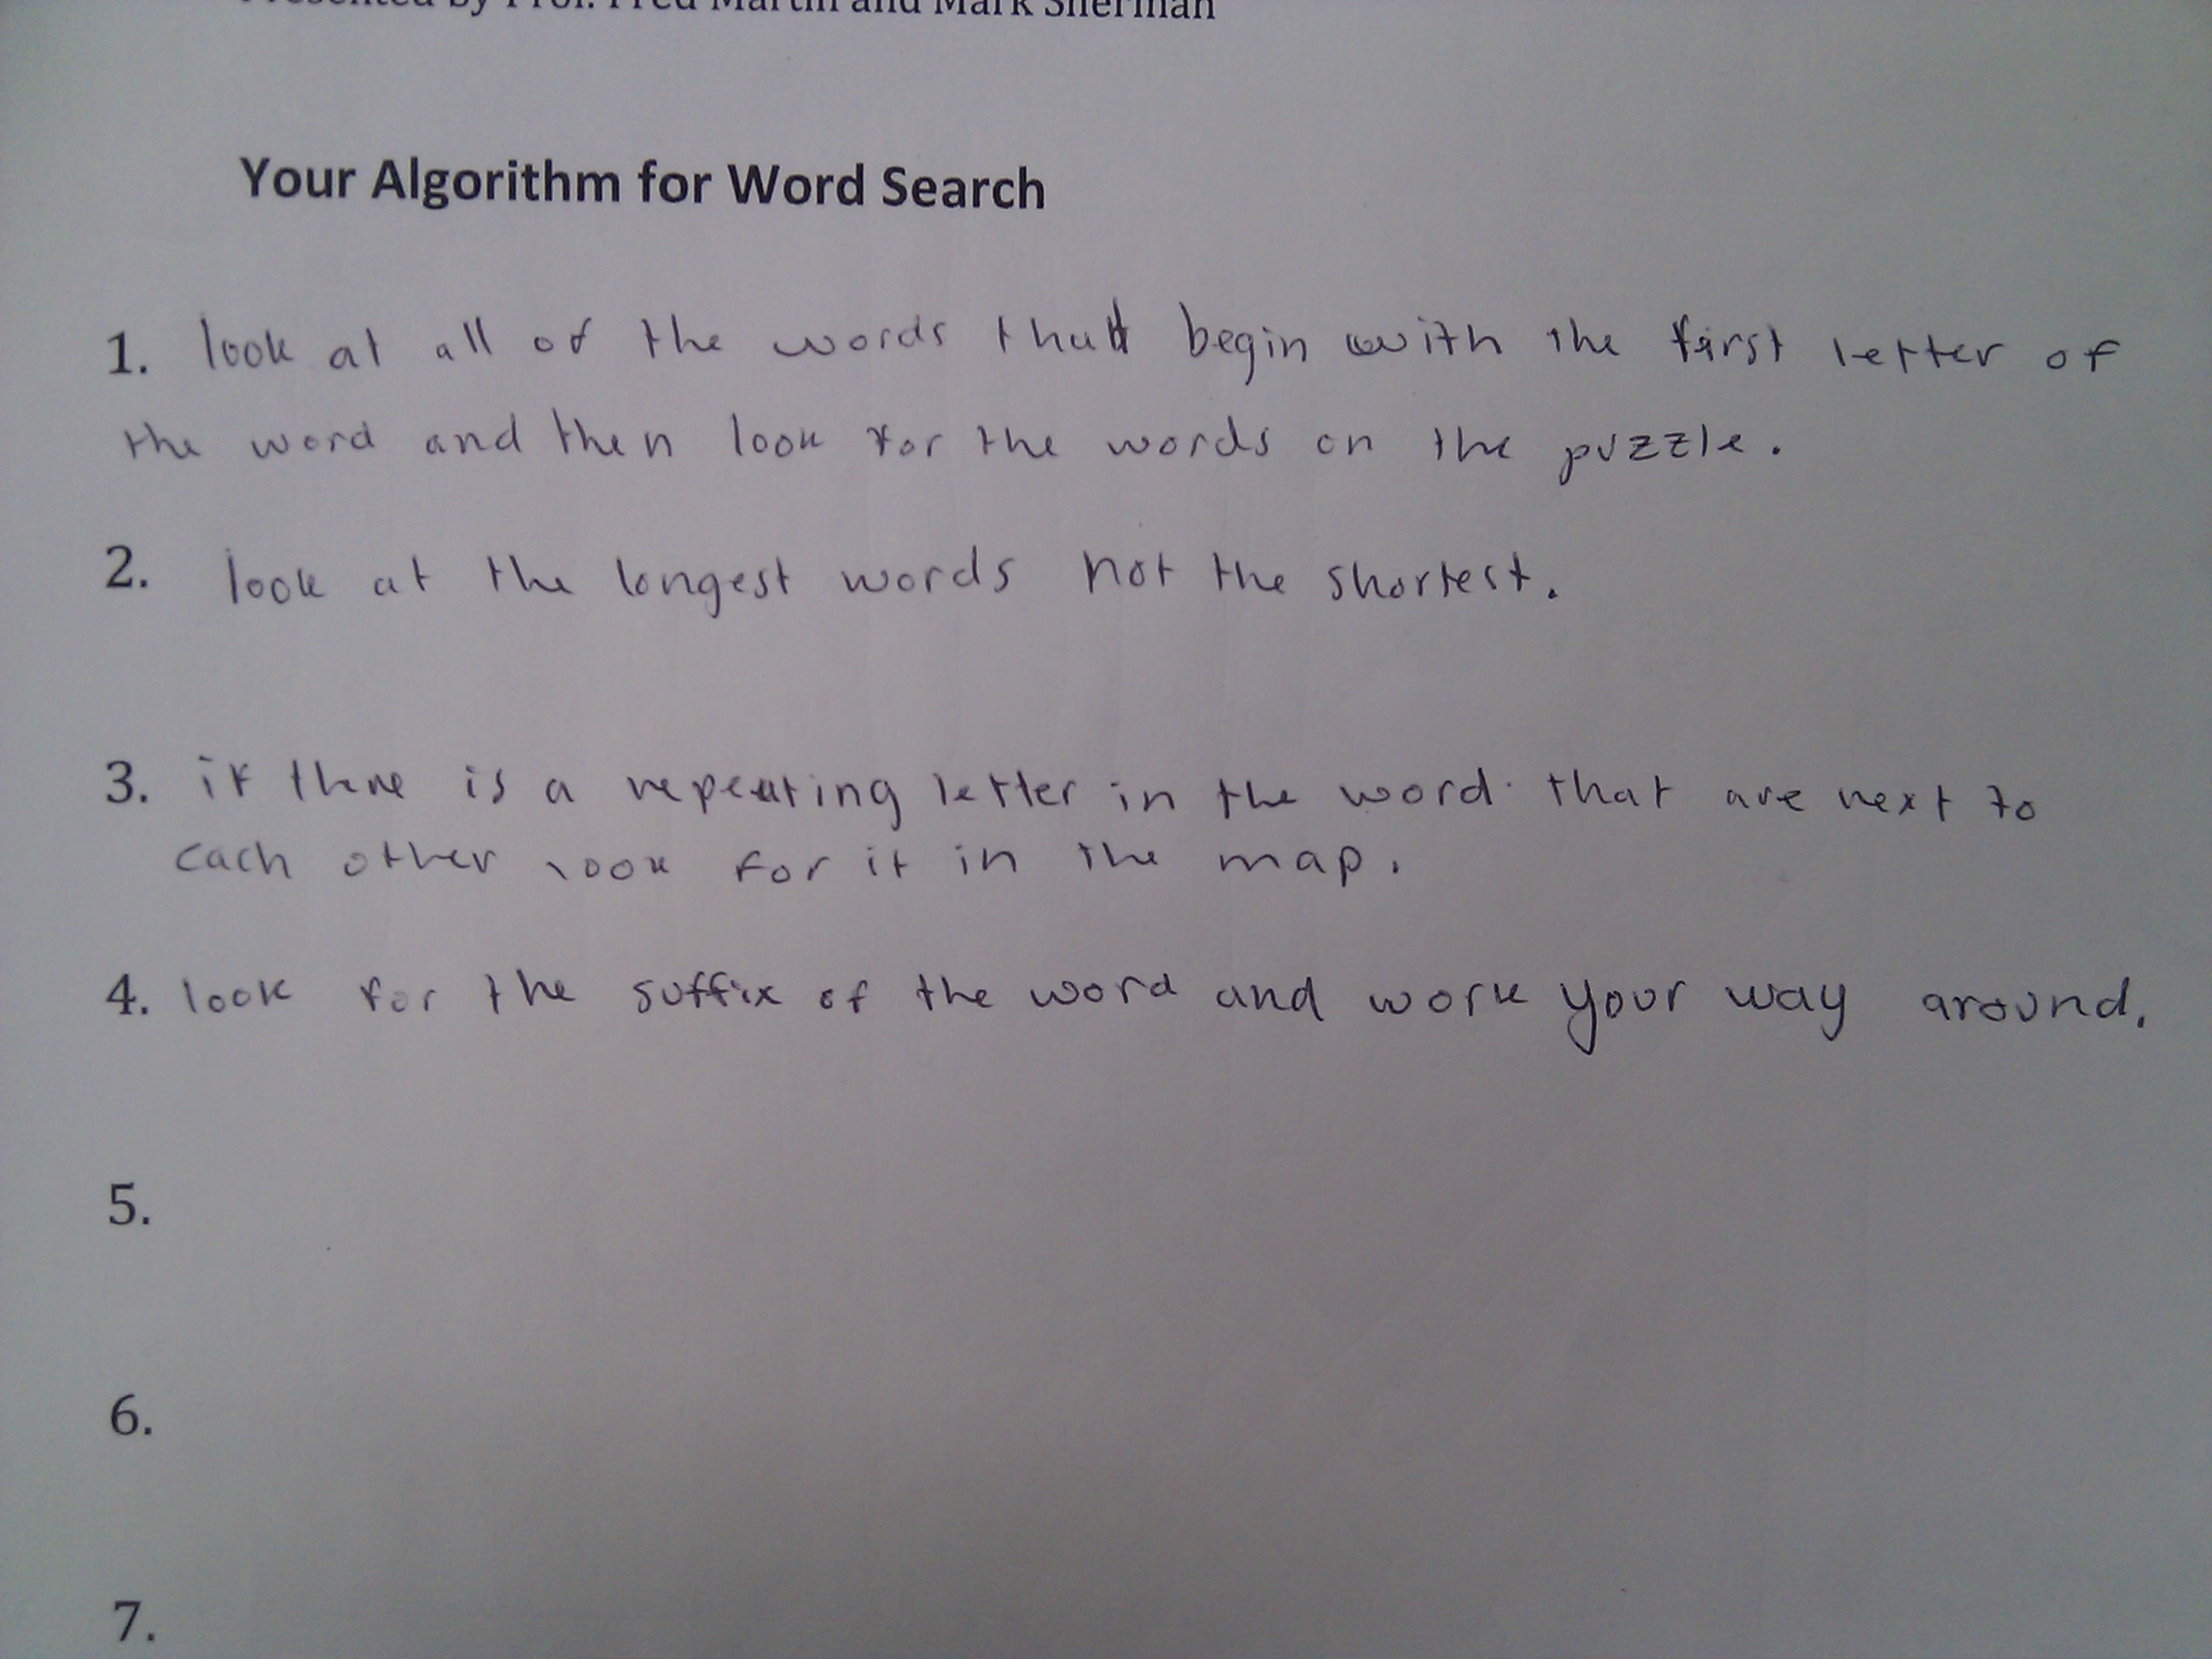 Presented by Prof. Fred Martin and Mark Sherman
Your Algorithm for Word Search
1. look at all of the words that begin with the first letter of
the word and then look for the words on the puzzle.
2. look at the longest words not the shortest.
3. if there is a repeating letter in the word that are next to
each other look for it in the map.
4. look for the suffix of the word and work your way around.
5.
6.
7.